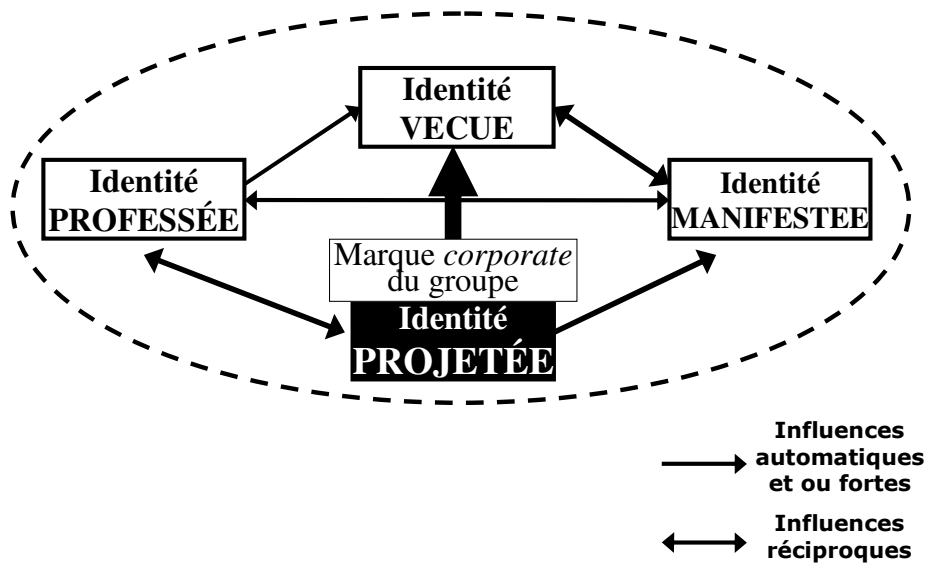 Identité
VECUE
Identité
PROFESSÉE
Identité
MANIFESTEE
Marque corporate
du groupe
Identité
PROJETÉE
Influences
automatiques
et ou fortes
Influences
réciproques